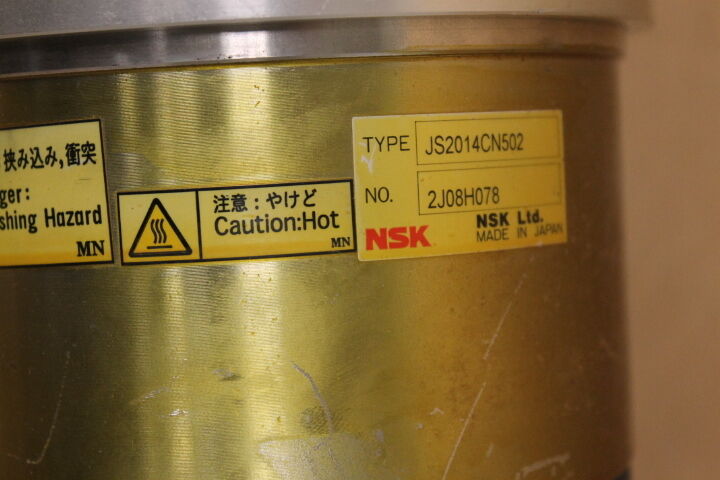 挟み込み,衝突
ger:
shing Hazard
MN
注意：やけど
Caution:Hot
MN
TYPE JS2014CN502
NO. 2J08H078
NSK NSK Ltd.
MADE IN JAPAN